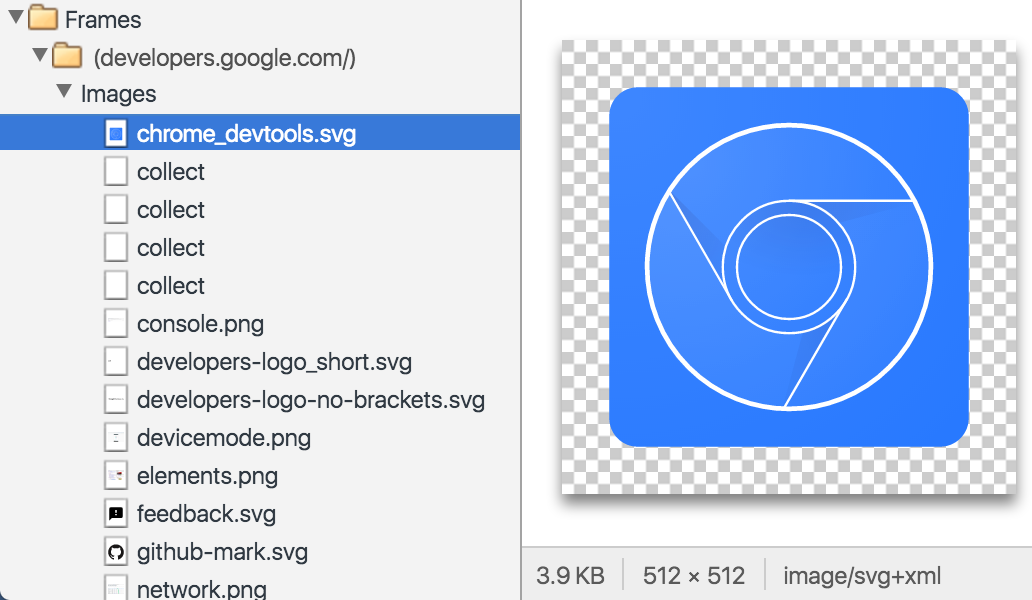 Frames
(developers.google.com/)
Images
chrome_devtools.svg
collect
collect
collect
collect
console.png
developers-logo_short.svg
developers-logo-no-brackets.svg
devicemode.png
elements.png
feedback.svg
github-mark.svg
network.png
3.9 KB
512 × 512
image/svg+xml